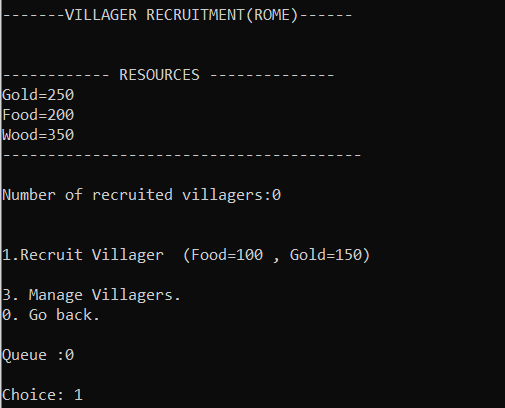 -------VILLAGER RECRUITMENT(ROME)------
------------ RESOURCES --------------
Gold=250
Food=200
Wood=350
----------------------------------------
Number of recruited villagers:0
1.Recruit Villager  (Food=100 , Gold=150)
3. Manage Villagers.
0. Go back.
Queue :0
Choice: 1